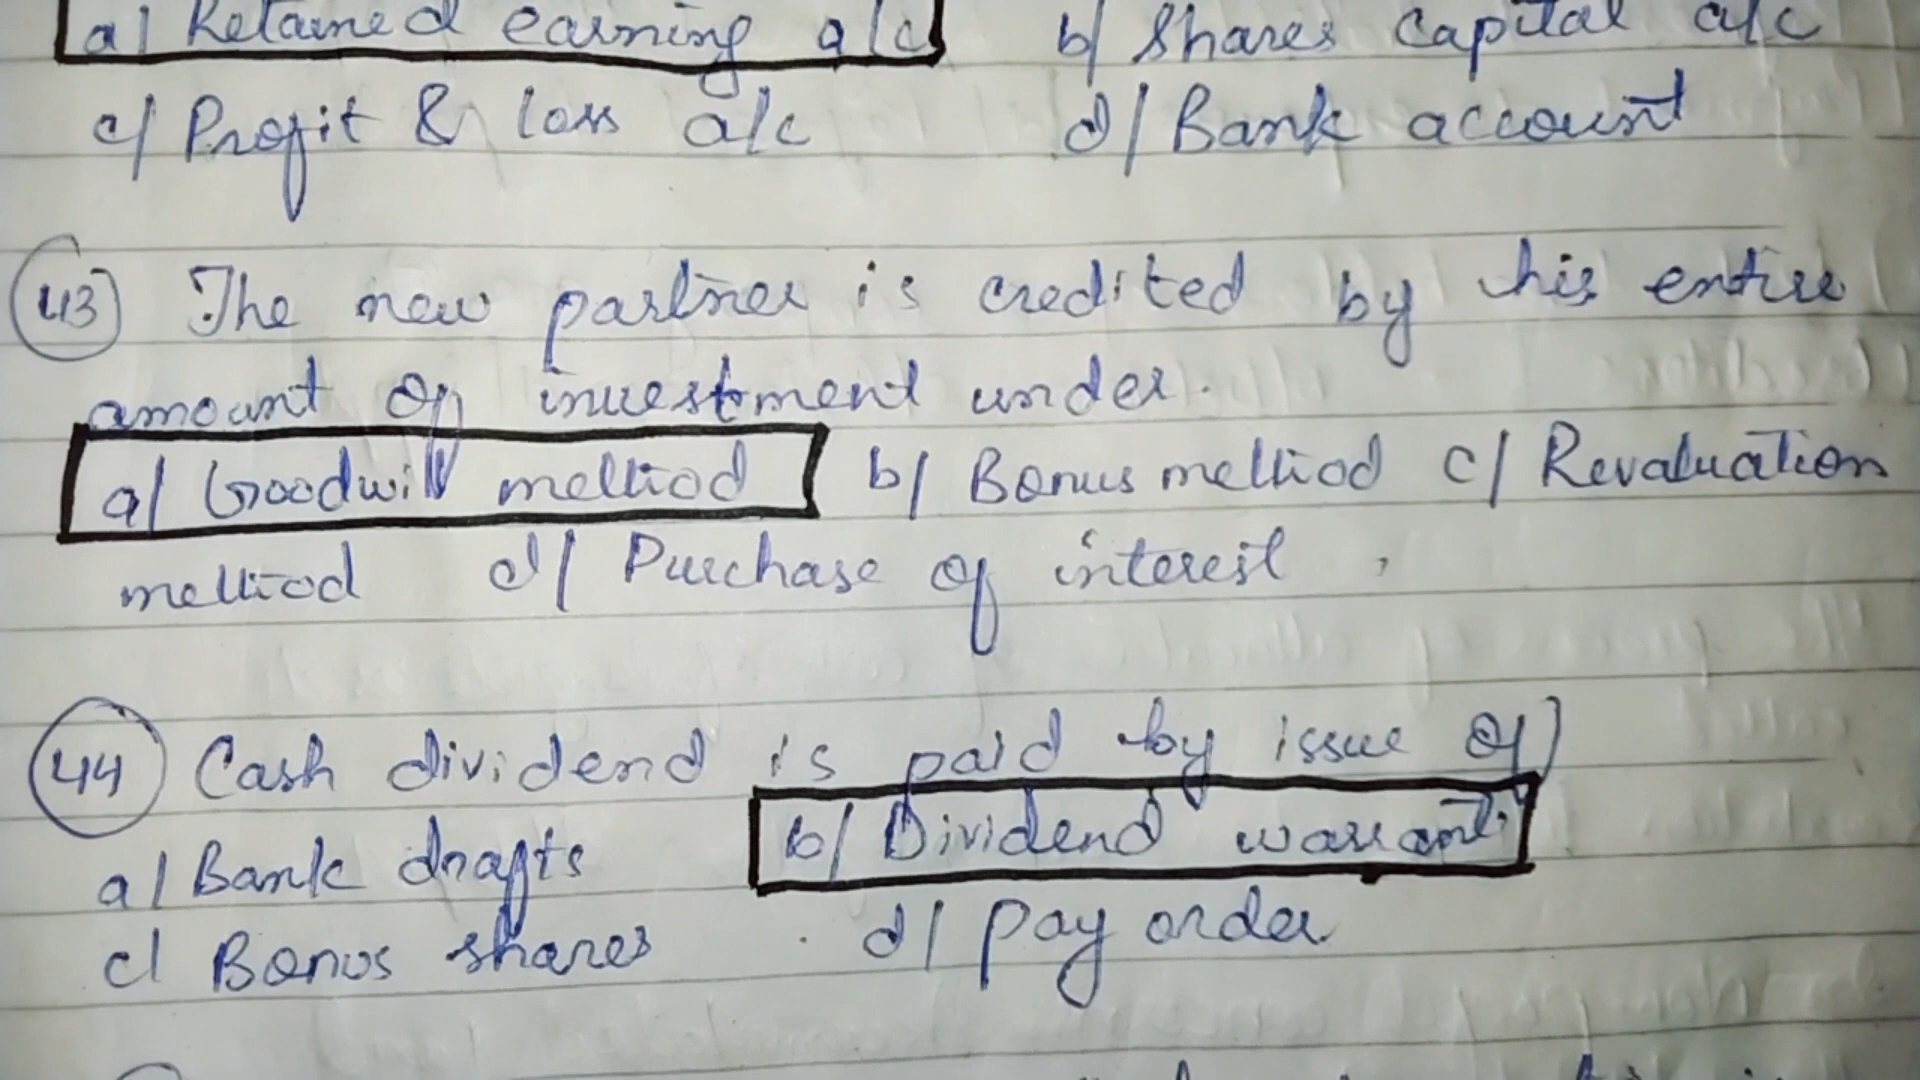 a) Retained earning a/c b) Shares Capital a/c
c) Profit & loss a/c d) Bank account
43 The new partner is credited by his entire
amount of investment under.
a) Goodwill method b) Bonus method c) Revaluation
method d) Purchase of interest
44 Cash dividend is paid by issue of
a) Bank drafts b) Dividend warrant
c) Bonus shares d) Pay order